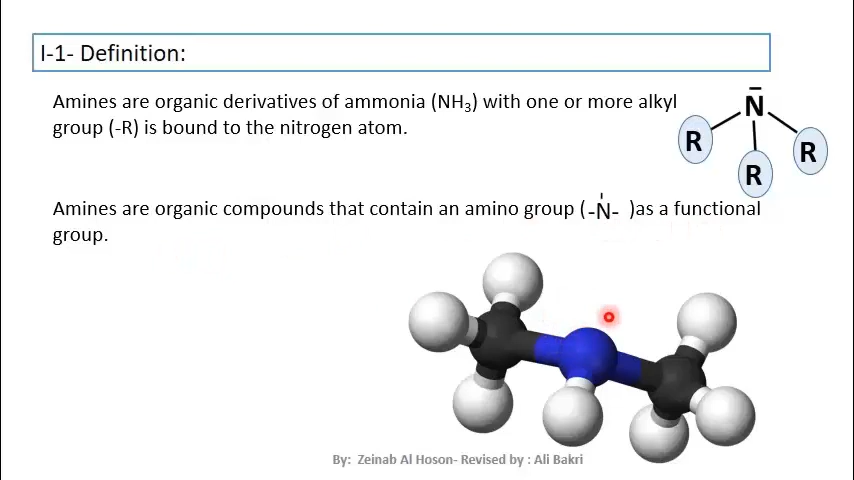 I-1- Definition:
Amines are organic derivatives of ammonia (NH₃) with one or more alkyl
group (-R) is bound to the nitrogen atom.
N
R
R
R
Amines are organic compounds that contain an amino group ( -N- )as a functional
group.
By: Zeinab Al Hoson- Revised by : Ali Bakri